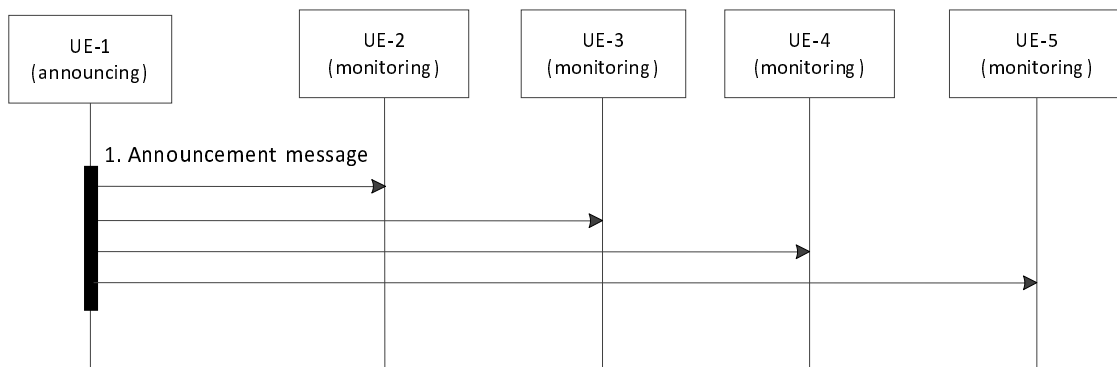 UE-1
(announcing)
UE-2
(monitoring)
UE-3
(monitoring)
UE-4
(monitoring)
UE-5
(monitoring)
1. Announcement message